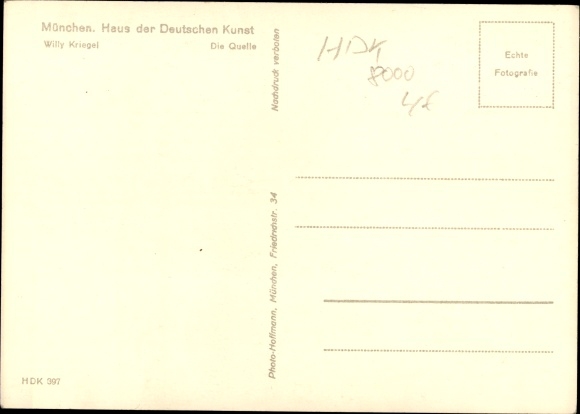 München. Haus der Deutschen Kunst
Willy Kriegel Die Quelle
Nachdruck verboten
Photo-Hoffmann, München, Friedrichstr. 34
HDK
8000
Echte
Fotografie
HDK 397